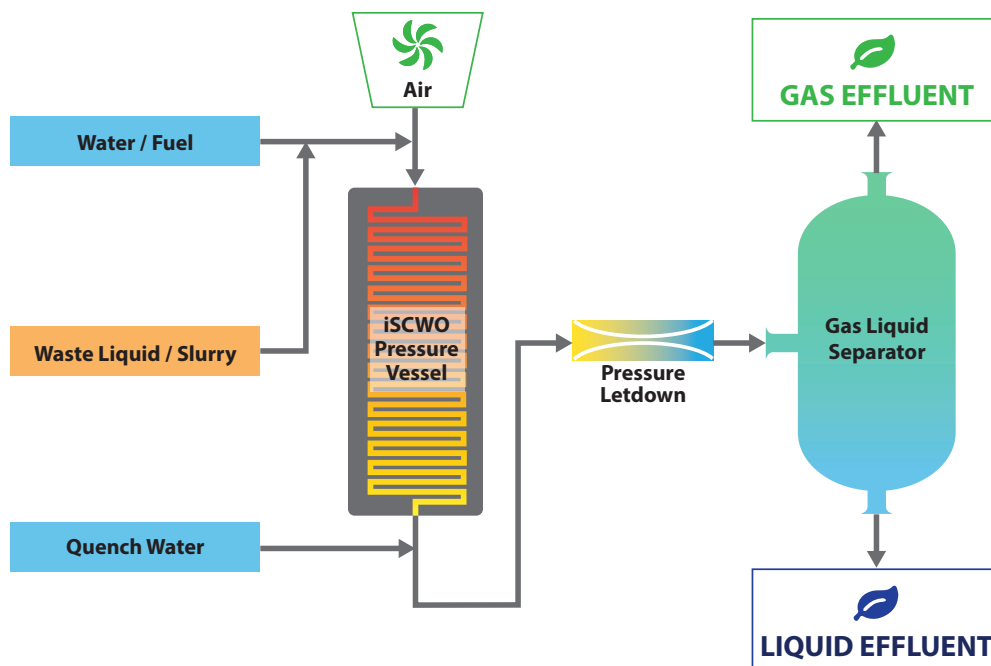 Air
GAS EFFLUENT
Water / Fuel
iSCWO
Pressure
Vessel
Waste Liquid / Slurry
Pressure
Letdown
Gas Liquid
Separator
Quench Water
LIQUID EFFLUENT